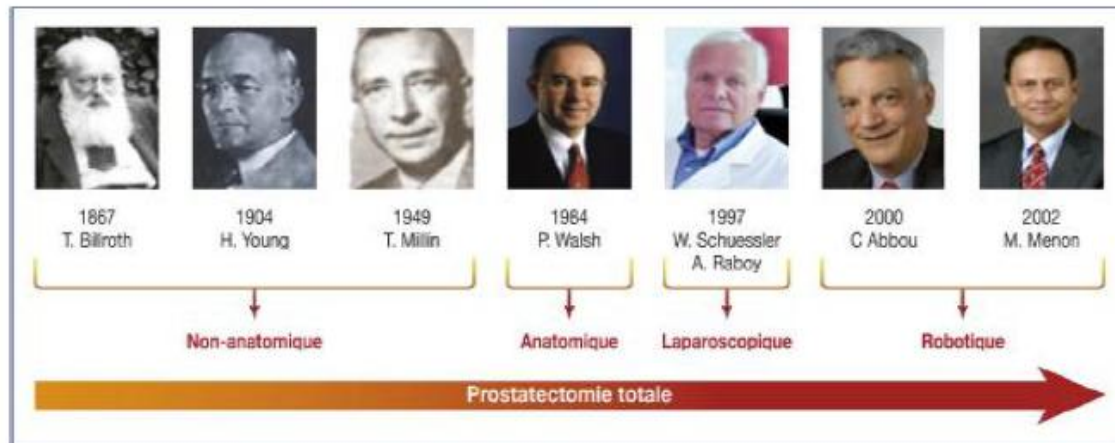 1867
T. Billroth
1904
H. Young
1949
T. Millin
1984
P. Walsh
1997
W. Schuessler
A. Raboy
2000
C Abbou
2002
M. Menon
Non-anatomique
Anatomique
Laparoscopique
Robotique
Prostatectomie totale